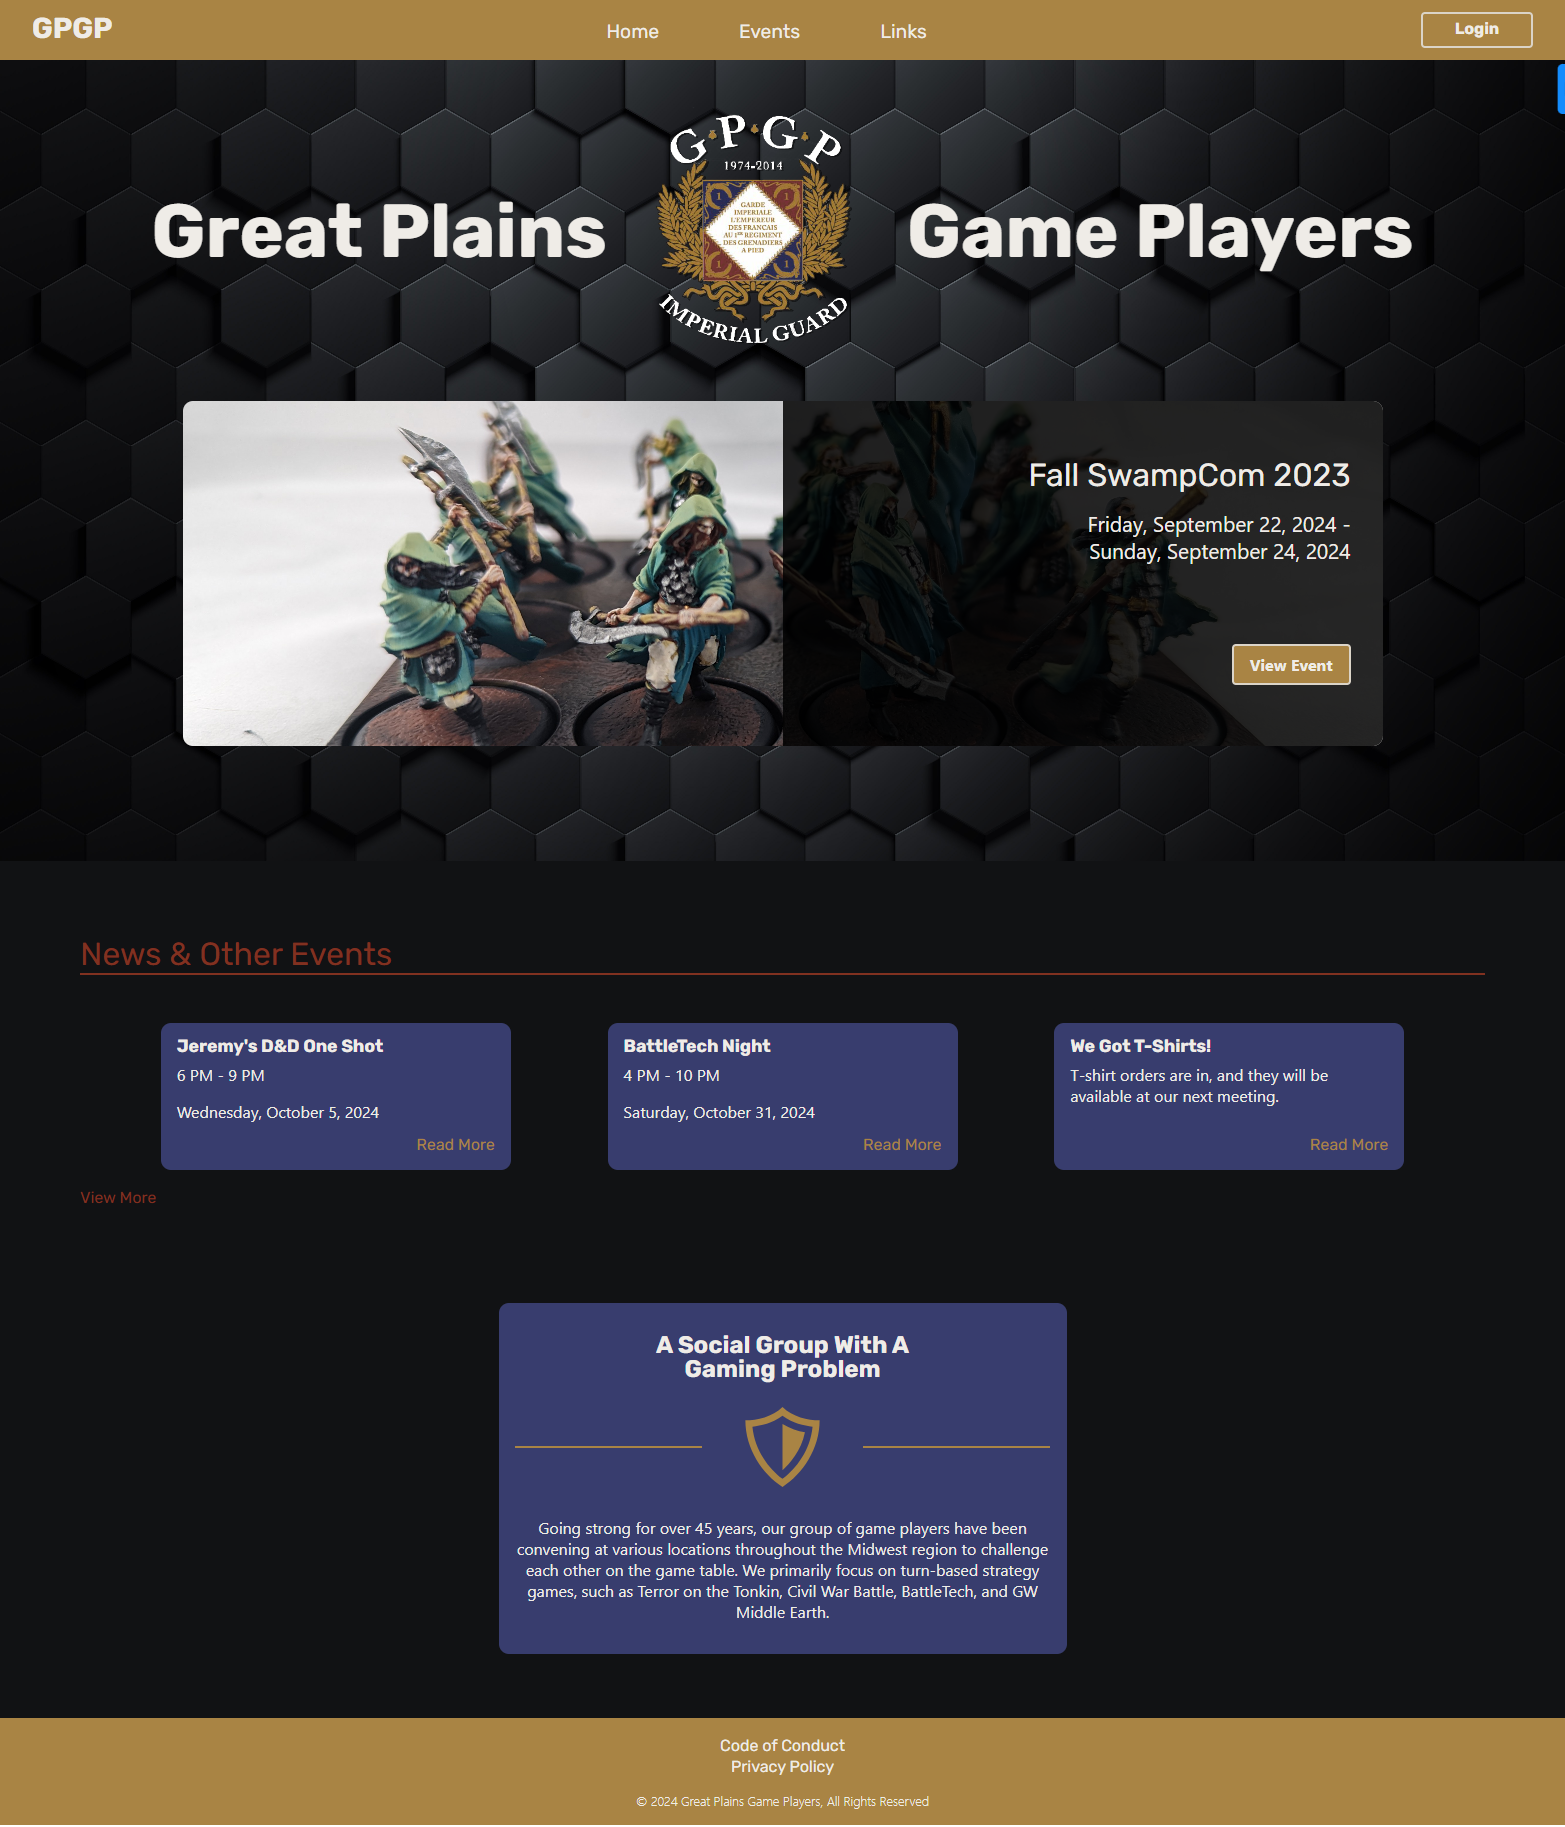 GPGP
Home
Events
Links
Login
G·P·G·P
1974-2014
Great Plains
1
1
GARDE
IMPERIALE
L'EMPEREUR
DES FRANCAIS
AU 1ER REGIMENT
DES GRENADIERS
A PIED
1
1
IMPERIAL GUARD
Game Players
Fall SwampCom 2023
Friday, September 22, 2024 -
Sunday, September 24, 2024
View Event
News & Other Events
Jeremy's D&D One Shot
6 PM - 9 PM
Wednesday, October 5, 2024
Read More
BattleTech Night
4 PM - 10 PM
Saturday, October 31, 2024
Read More
We Got T-Shirts!
T-shirt orders are in, and they will be
available at our next meeting.
Read More
View More
A Social Group With A
Gaming Problem
Going strong for over 45 years, our group of game players have been
convening at various locations throughout the Midwest region to challenge
each other on the game table. We primarily focus on turn-based strategy
games, such as Terror on the Tonkin, Civil War Battle, BattleTech, and GW
Middle Earth.
Code of Conduct
Privacy Policy
© 2024 Great Plains Game Players, All Rights Reserved